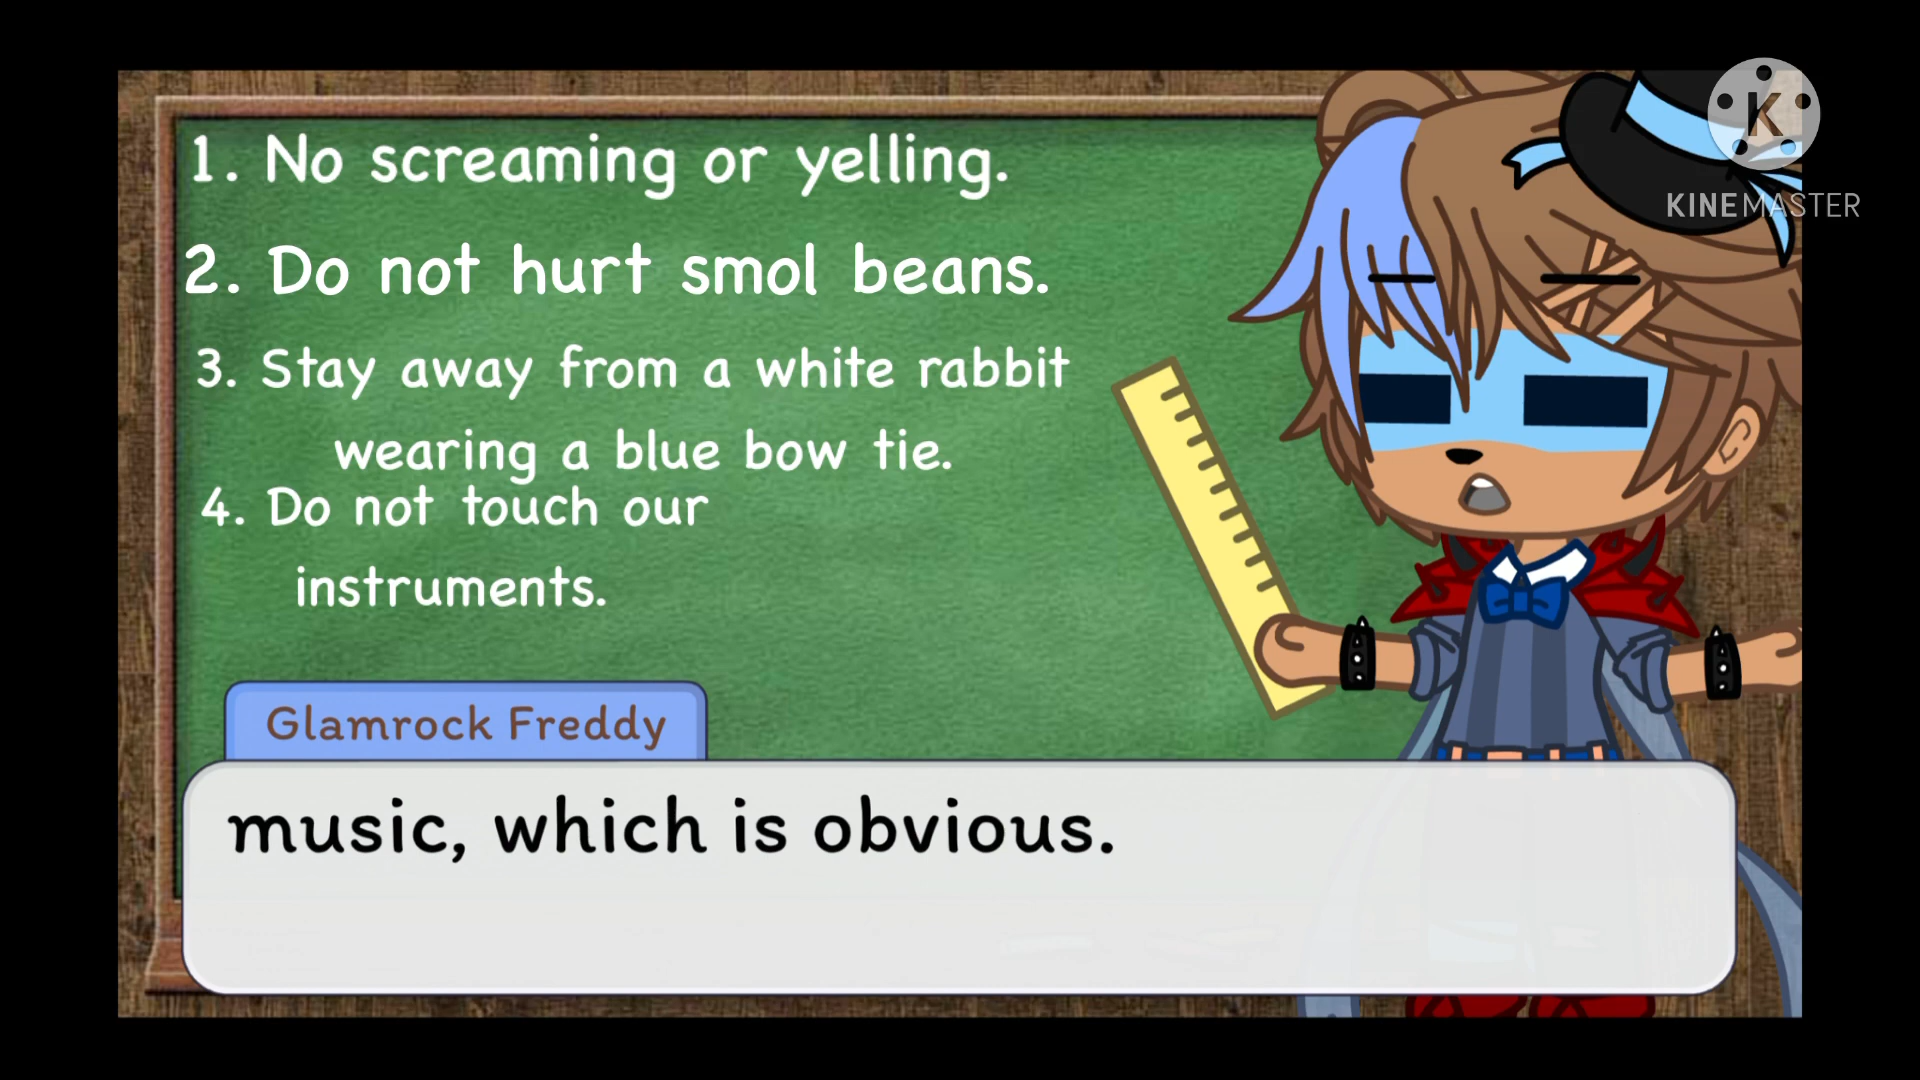 1. No screaming or yelling.
2. Do not hurt smol beans.
3. Stay away from a white rabbit
wearing a blue bow tie.
4. Do not touch our
instruments.
Glamrock Freddy
music, which is obvious.
K
KINEMASTER